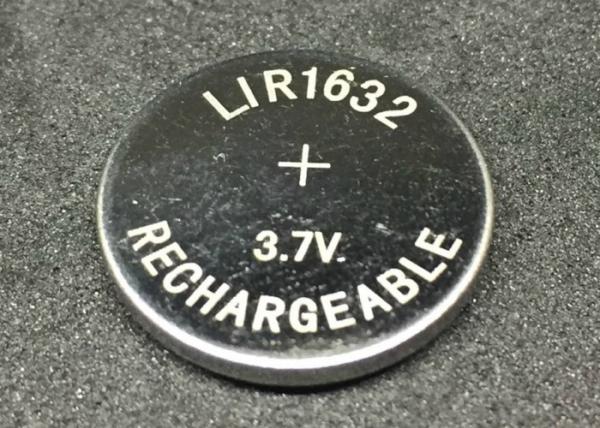 LIR1632
+
3.7V.
RECHARGEABLE